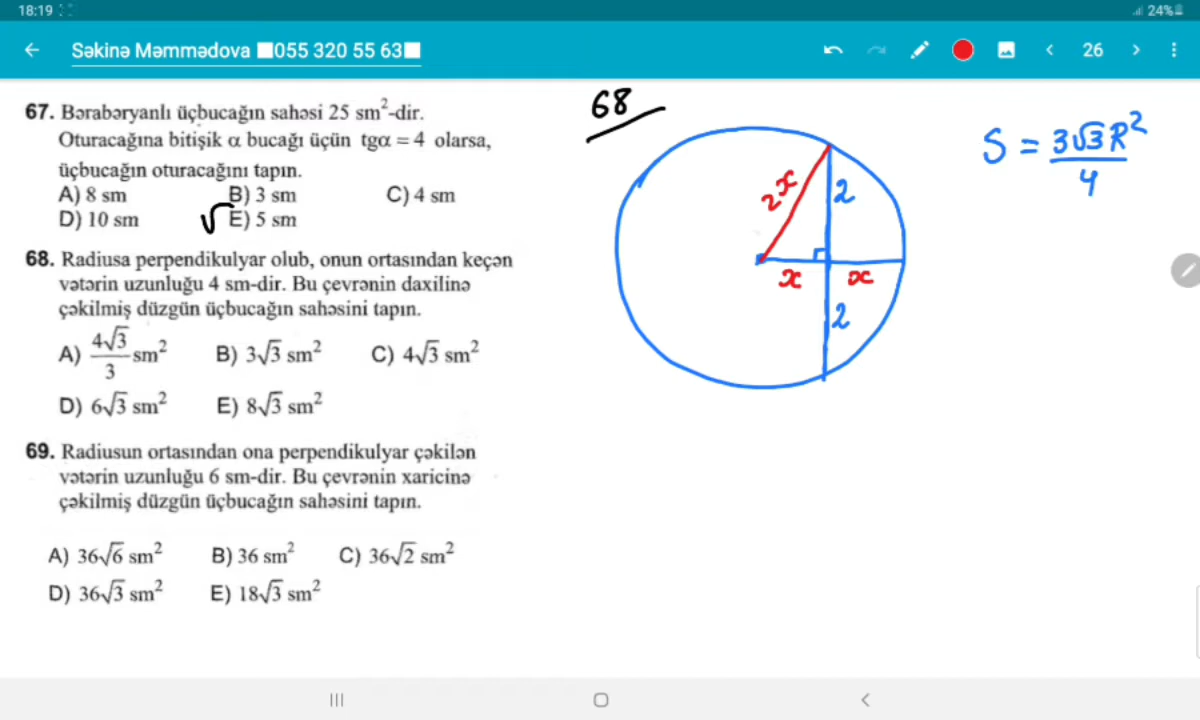 18:19
24%
Səkinə Məmmədova 055 320 55 63
26
67. Bərabəryanlı üçbucağın sahəsi 25 sm²-dir.
Oturacağına bitişik α bucağı üçün tgα = 4 olarsa,
üçbucağın oturacağını tapın.
A) 8 sm B) 3 sm C) 4 sm
D) 10 sm √ E) 5 sm
68. Radiusa perpendikulyar olub, onun ortasından keçən
vətərin uzunluğu 4 sm-dir. Bu çevrənin daxilinə
çəkilmiş düzgün üçbucağın sahəsini tapın.
A) 4√3/3 sm² B) 3√3 sm² C) 4√3 sm²
D) 6√3 sm² E) 8√3 sm²
69. Radiusun ortasından ona perpendikulyar çəkilən
vətərin uzunluğu 6 sm-dir. Bu çevrənin xaricinə
çəkilmiş düzgün üçbucağın sahəsini tapın.
A) 36√6 sm² B) 36 sm² C) 36√2 sm²
D) 36√3 sm² E) 18√3 sm²
68
2x
2
x
x
2
S = 3√3R²/4